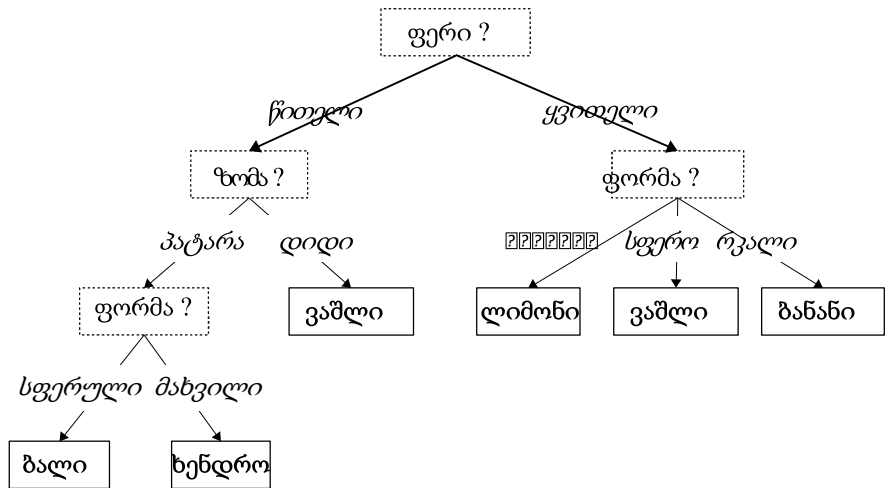 ფერი ?
წითელი ყვითელი
ზომა ? ფორმა ?
პატარა დიდი სფერო რკალი
ფორმა ? ვაშლი ლიმონი ვაშლი ბანანი
სფერული მახვილი
ბალი ხენდრო